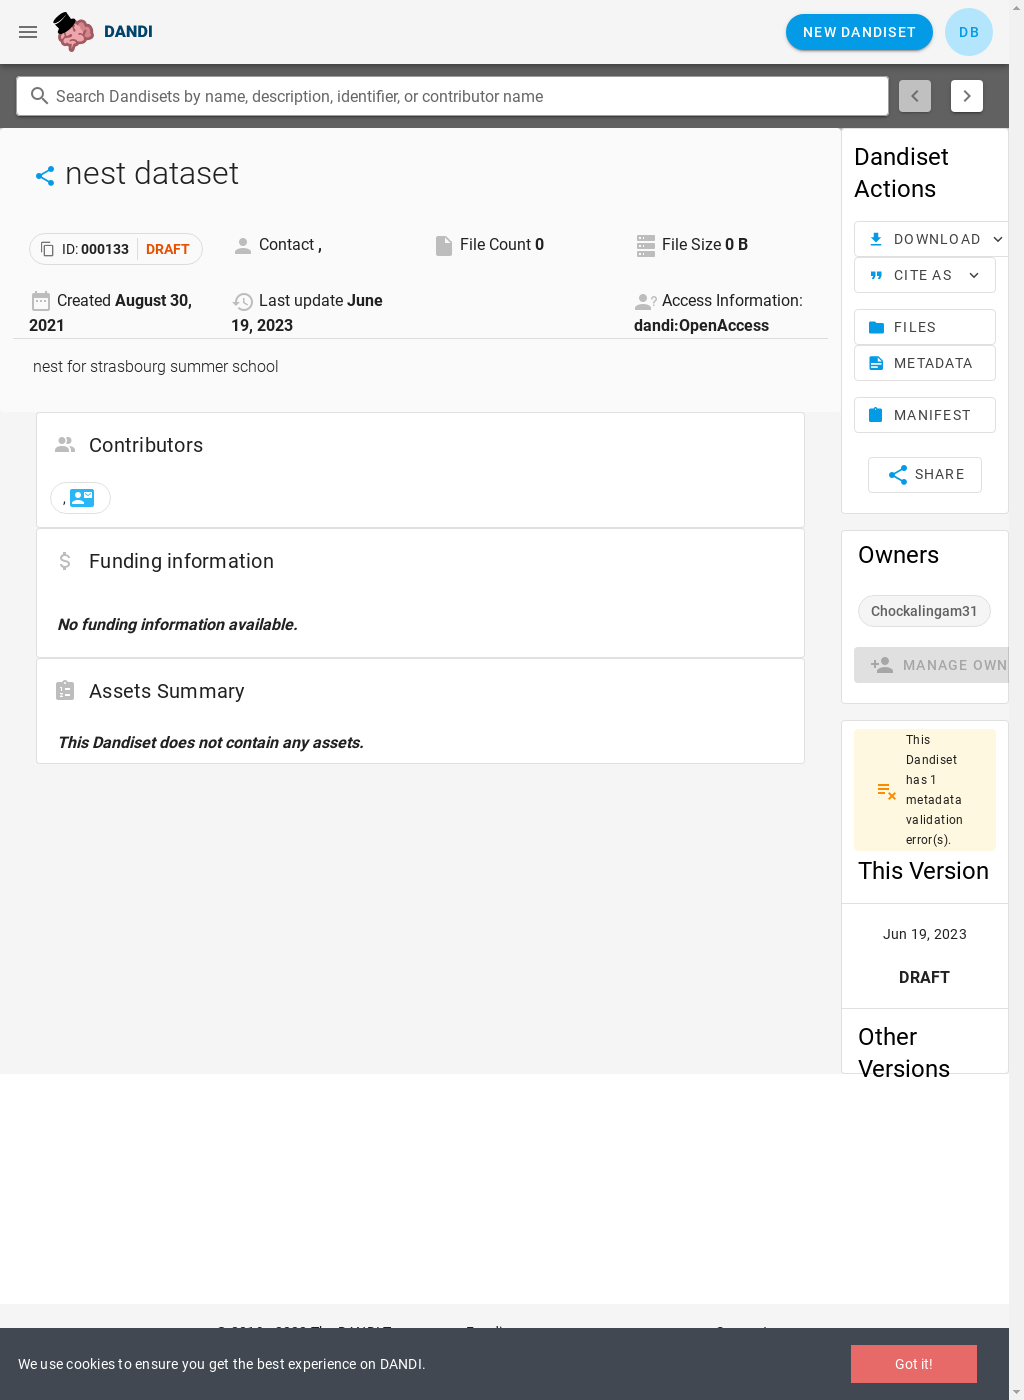 DANDI
NEW DANDISET
DB
Search Dandisets by name, description, identifier, or contributor name
nest dataset
ID: 000133 DRAFT
Contact ,
File Count 0
File Size 0 B
Created August 30,
2021
Last update June
19, 2023
Access Information:
dandi:OpenAccess
nest for strasbourg summer school
Contributors
,
Funding information
No funding information available.
Assets Summary
This Dandiset does not contain any assets.
Dandiset
Actions
DOWNLOAD
CITE AS
FILES
METADATA
MANIFEST
SHARE
Owners
Chockalingam31
MANAGE OWN
This
Dandiset
has 1
metadata
validation
error(s).
This Version
Jun 19, 2023
DRAFT
Other
Versions
We use cookies to ensure you get the best experience on DANDI.
Got it!